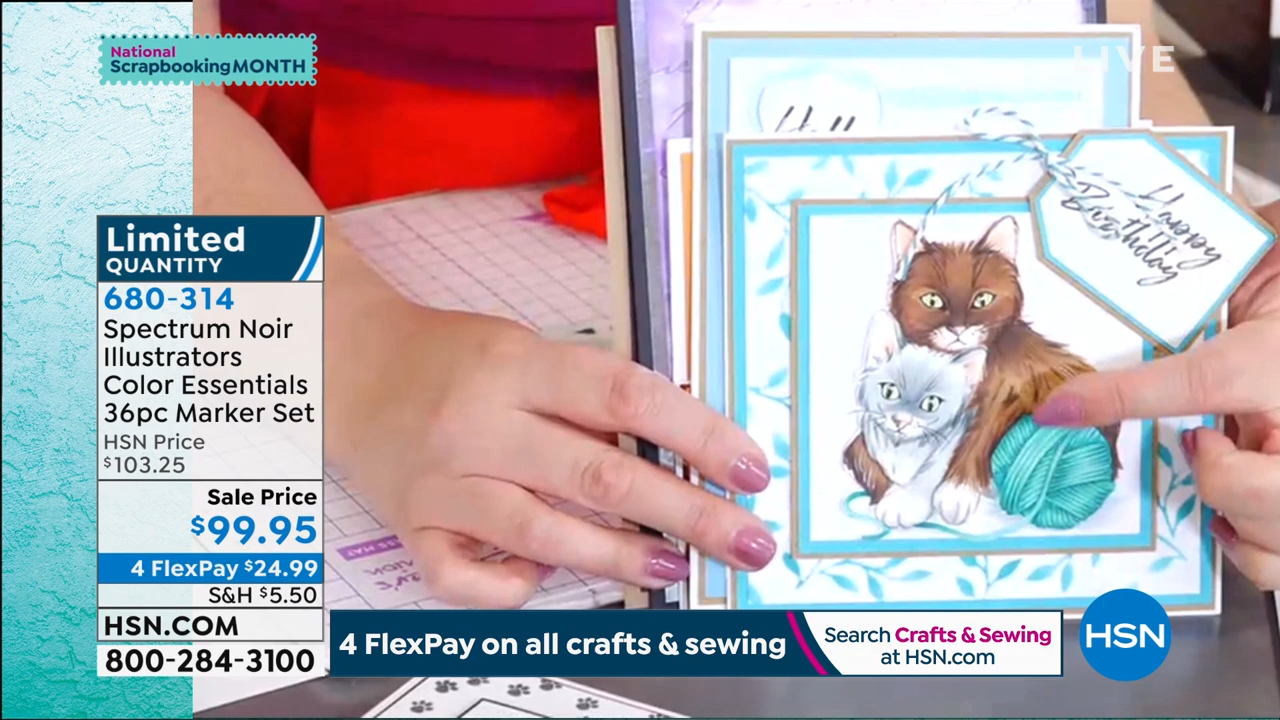 National
Scrapbooking MONTH
LIVE
Limited
QUANTITY
680-314
Spectrum Noir
Illustrators
Color Essentials
36pc Marker Set
HSN Price
$103.25
Sale Price
$99.95
4 FlexPay $24.99
S&H $5.50
HSN.COM
800-284-3100
Happy
Birthday
4 FlexPay on all crafts & sewing
Search Crafts & Sewing
at HSN.com
HSN